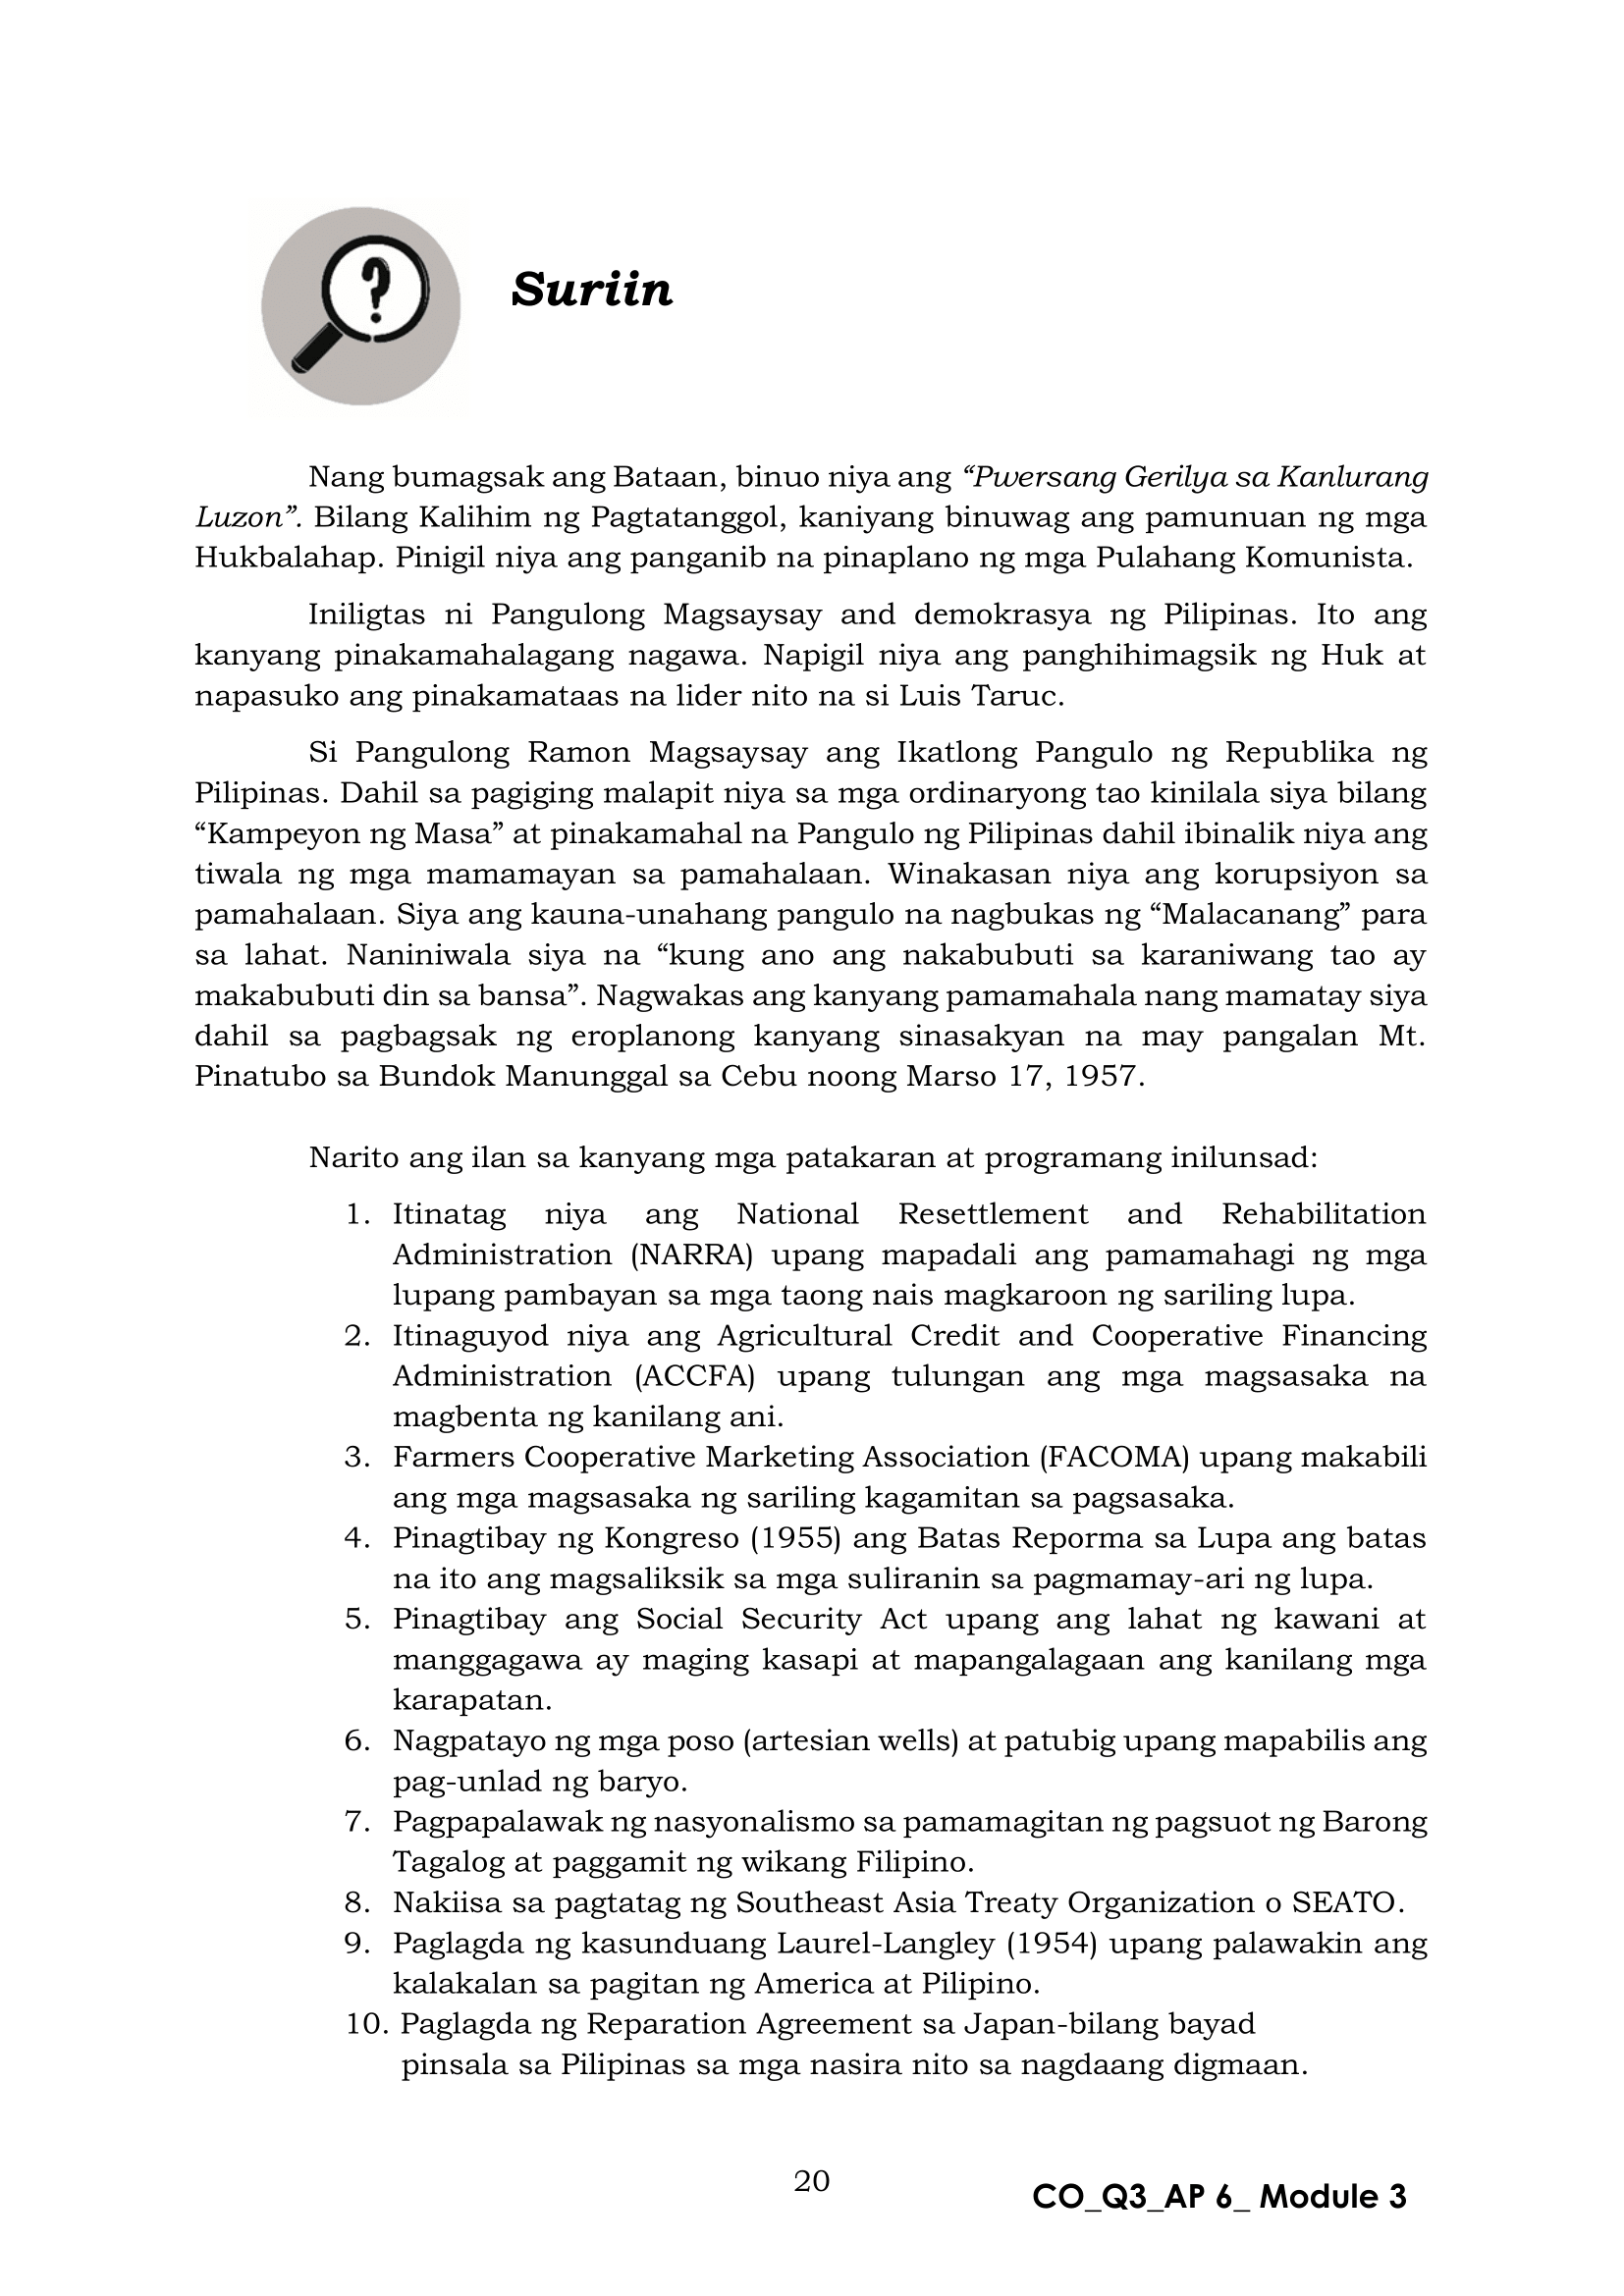 Suriin
Nang bumagsak ang Bataan, binuo niya ang “Pwersang Gerilya sa Kanlurang
Luzon”. Bilang Kalihim ng Pagtatanggol, kaniyang binuwag ang pamunuan ng mga
Hukbalahap. Pinigil niya ang panganib na pinaplano ng mga Pulahang Komunista.
Iniligtas ni Pangulong Magsaysay and demokrasya ng Pilipinas. Ito ang
kanyang pinakamahalagang nagawa. Napigil niya ang panghihimagsik ng Huk at
napasuko ang pinakamataas na lider nito na si Luis Taruc.
Si Pangulong Ramon Magsaysay ang Ikatlong Pangulo ng Republika ng
Pilipinas. Dahil sa pagiging malapit niya sa mga ordinaryong tao kinilala siya bilang
“Kampeyon ng Masa” at pinakamahal na Pangulo ng Pilipinas dahil ibinalik niya ang
tiwala ng mga mamamayan sa pamahalaan. Winakasan niya ang korupsiyon sa
pamahalaan. Siya ang kauna-unahang pangulo na nagbukas ng “Malacanang” para
sa lahat. Naniniwala siya na “kung ano ang nakabubuti sa karaniwang tao ay
makabubuti din sa bansa”. Nagwakas ang kanyang pamamahala nang mamatay siya
dahil sa pagbagsak ng eroplanong kanyang sinasakyan na may pangalan Mt.
Pinatubo sa Bundok Manunggal sa Cebu noong Marso 17, 1957.
Narito ang ilan sa kanyang mga patakaran at programang inilunsad:
1. Itinatag niya ang National Resettlement and Rehabilitation
Administration (NARRA) upang mapadali ang pamamahagi ng mga
lupang pambayan sa mga taong nais magkaroon ng sariling lupa.
2. Itinaguyod niya ang Agricultural Credit and Cooperative Financing
Administration (ACCFA) upang tulungan ang mga magsasaka na
magbenta ng kanilang ani.
3. Farmers Cooperative Marketing Association (FACOMA) upang makabili
ang mga magsasaka ng sariling kagamitan sa pagsasaka.
4. Pinagtibay ng Kongreso (1955) ang Batas Reporma sa Lupa ang batas
na ito ang magsaliksik sa mga suliranin sa pagmamay-ari ng lupa.
5. Pinagtibay ang Social Security Act upang ang lahat ng kawani at
manggagawa ay maging kasapi at mapangalagaan ang kanilang mga
karapatan.
6. Nagpatayo ng mga poso (artesian wells) at patubig upang mapabilis ang
pag-unlad ng baryo.
7. Pagpapalawak ng nasyonalismo sa pamamagitan ng pagsuot ng Barong
Tagalog at paggamit ng wikang Filipino.
8. Nakiisa sa pagtatag ng Southeast Asia Treaty Organization o SEATO.
9. Paglagda ng kasunduang Laurel-Langley (1954) upang palawakin ang
kalakalan sa pagitan ng America at Pilipino.
10. Paglagda ng Reparation Agreement sa Japan-bilang bayad
pinsala sa Pilipinas sa mga nasira nito sa nagdaang digmaan.
20
CO_Q3_AP 6_ Module 3